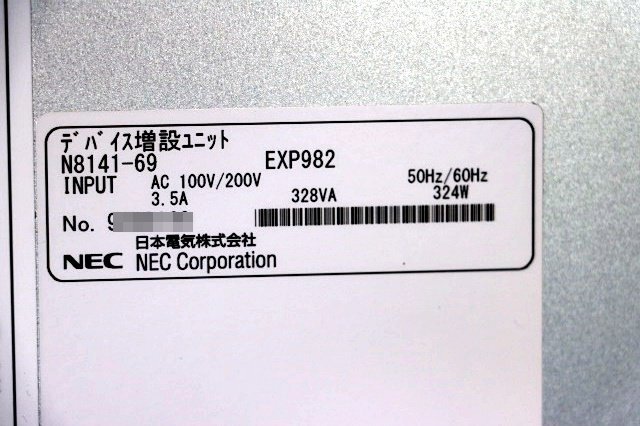 デバイス増設ユニット
N8141-69 EXP982
INPUT AC 100V/200V 50Hz/60Hz
3.5A 328VA 324W
No. 9
日本電気株式会社
NEC NEC Corporation